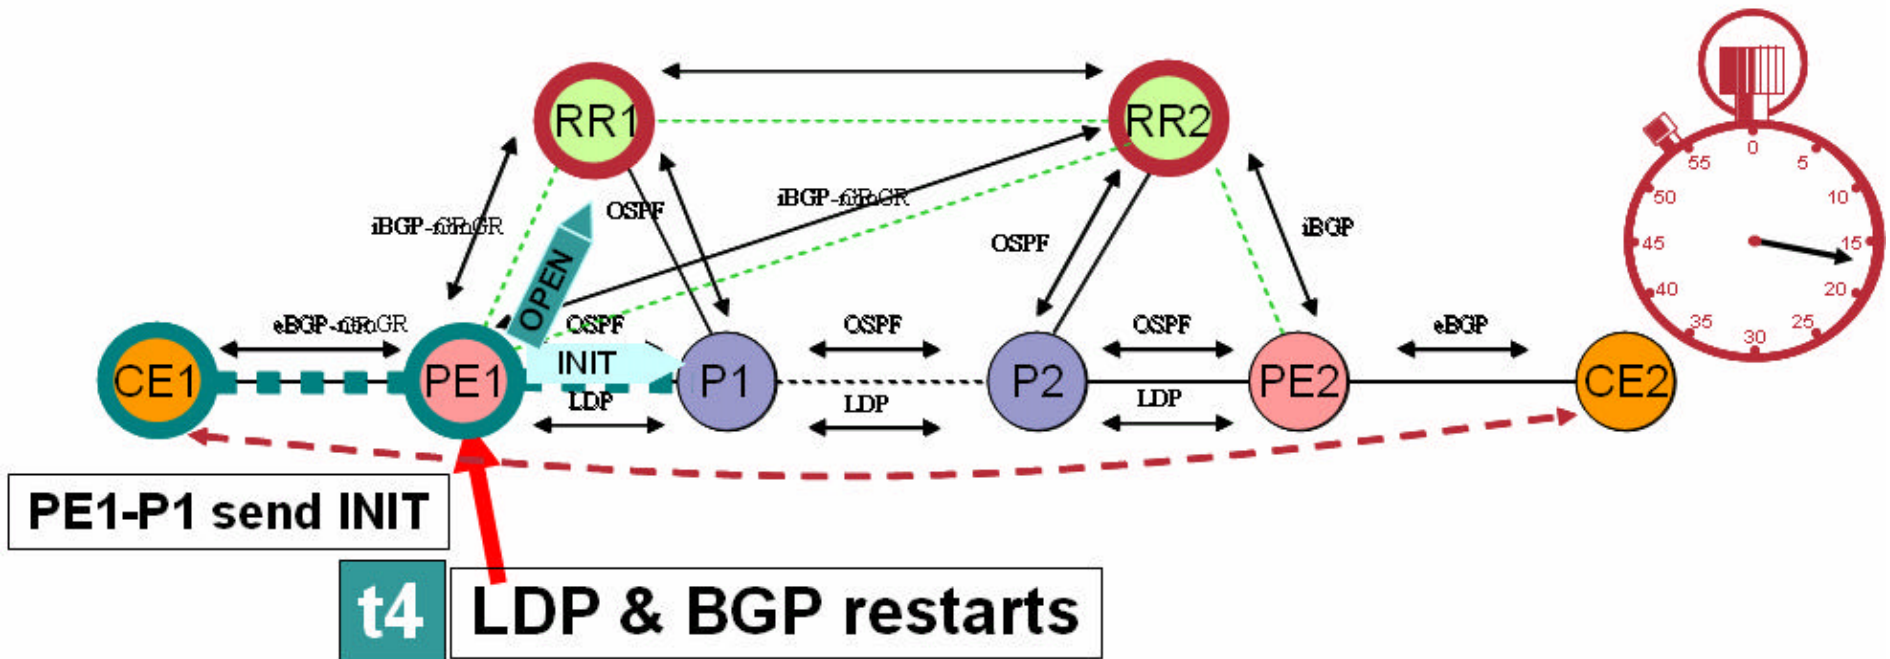 RR1
RR2
0
5
10
15
20
25
30
35
40
45
50
55
OSPF
iBGP
OSPF
iBGP
OPEN
OSPF
iBGP
eBGP
OSPF
OSPF
OSPF
eBGP
CE1
PE1
INIT
P1
P2
PE2
CE2
LDP
LDP
LDP
PE1-P1 send INIT
t4
LDP & BGP restarts